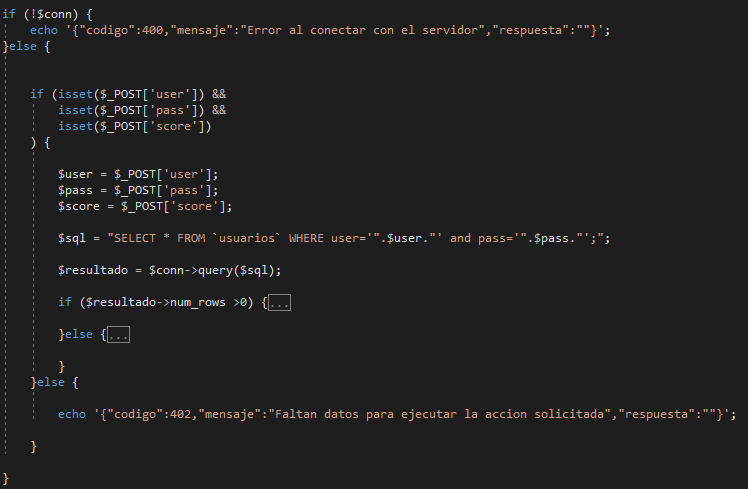 if (!$conn) {
echo '{"codigo":400,"mensaje":"Error al conectar con el servidor","respuesta":""}';
}else {
if (isset($_POST['user']) &&
isset($_POST['pass']) &&
isset($_POST['score'])
) {
$user = $_POST['user'];
$pass = $_POST['pass'];
$score = $_POST['score'];
$sql = "SELECT * FROM `usuarios` WHERE user='".$user."' and pass='".$pass."';";
$resultado = $conn->query($sql);
if ($resultado->num_rows >0) {...
}else {...
}
}else {
echo '{"codigo":402,"mensaje":"Faltan datos para ejecutar la accion solicitada","respuesta":""}';
}
}